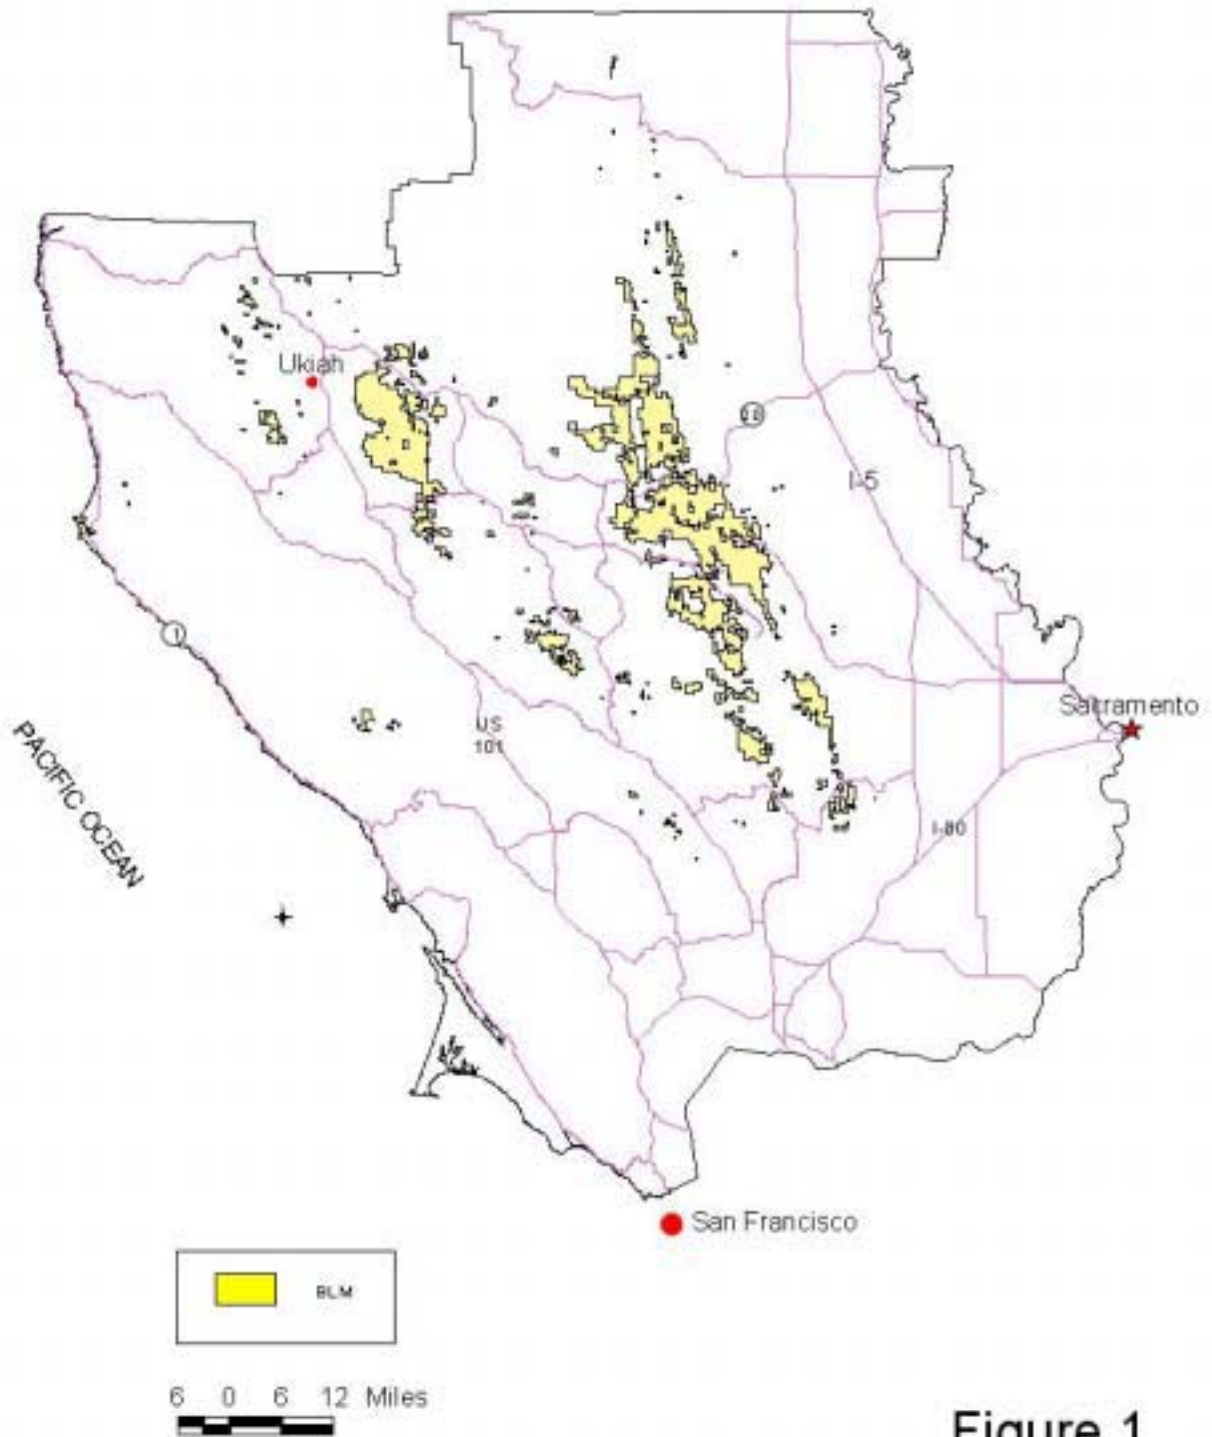 Ukiah
20
I-5
1
Sacramento
US
101
PACIFIC OCEAN
I-80
San Francisco
BLM
6 0 6 12 Miles
Figure 1